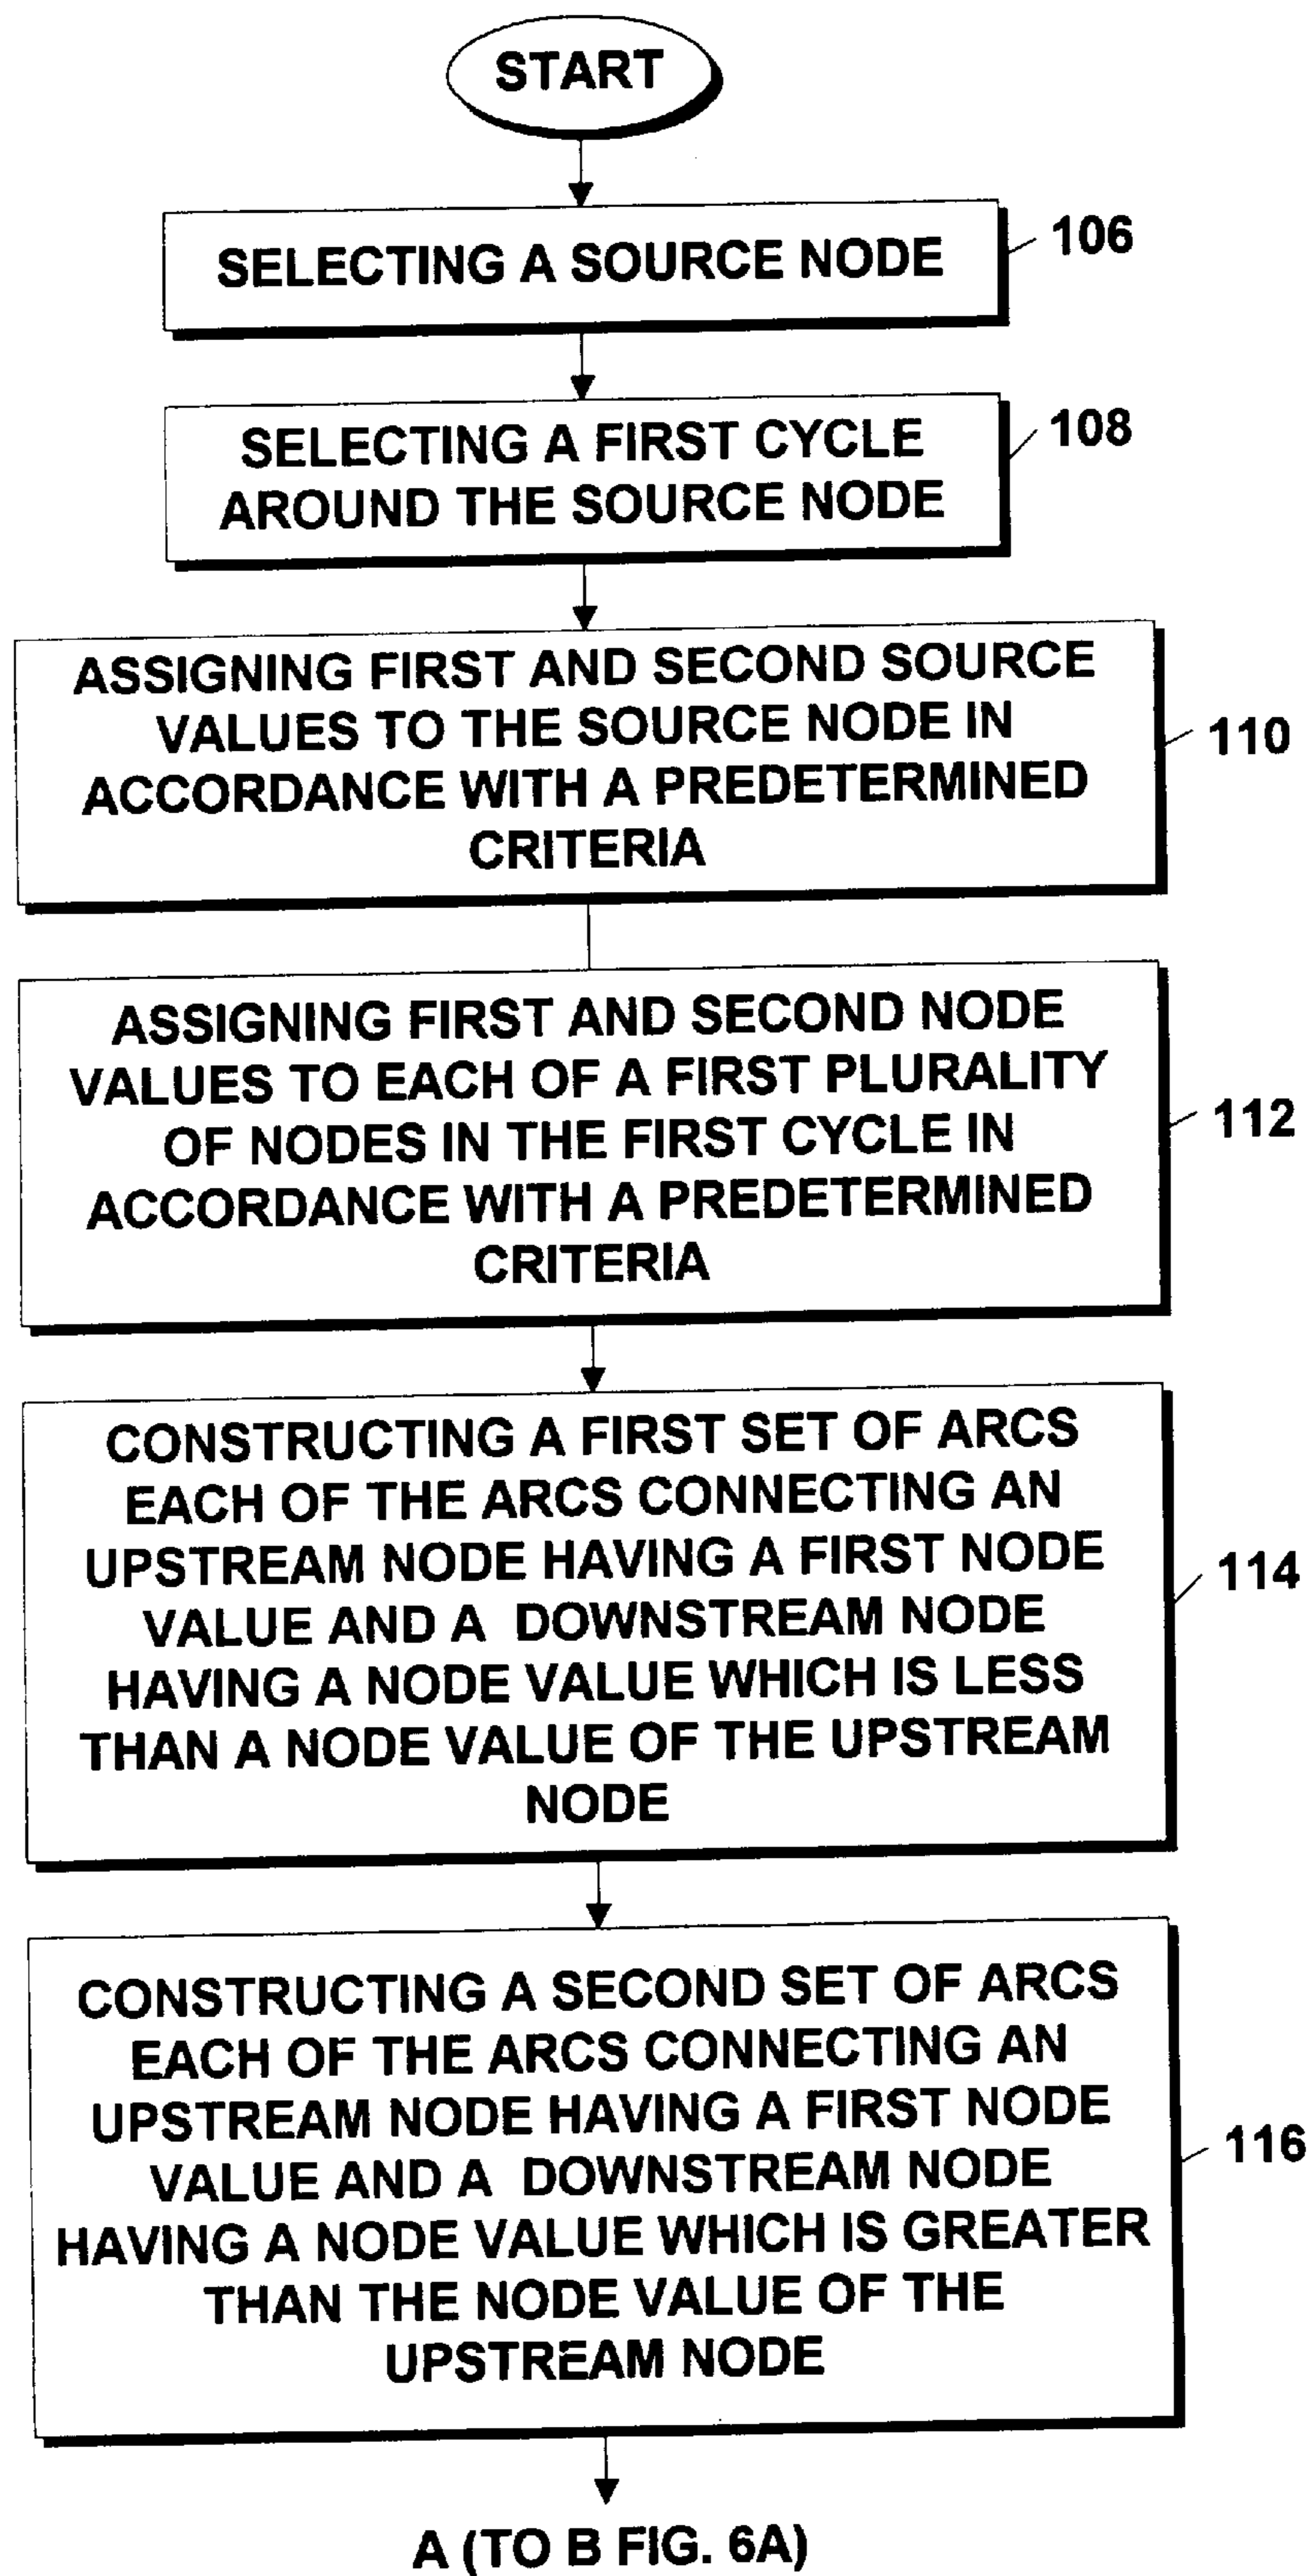 START
SELECTING A SOURCE NODE
106
SELECTING A FIRST CYCLE
AROUND THE SOURCE NODE
108
ASSIGNING FIRST AND SECOND SOURCE
VALUES TO THE SOURCE NODE IN
ACCORDANCE WITH A PREDETERMINED
CRITERIA
110
ASSIGNING FIRST AND SECOND NODE
VALUES TO EACH OF A FIRST PLURALITY
OF NODES IN THE FIRST CYCLE IN
ACCORDANCE WITH A PREDETERMINED
CRITERIA
112
CONSTRUCTING A FIRST SET OF ARCS
EACH OF THE ARCS CONNECTING AN
UPSTREAM NODE HAVING A FIRST NODE
VALUE AND A DOWNSTREAM NODE
HAVING A NODE VALUE WHICH IS LESS
THAN A NODE VALUE OF THE UPSTREAM
NODE
114
CONSTRUCTING A SECOND SET OF ARCS
EACH OF THE ARCS CONNECTING AN
UPSTREAM NODE HAVING A FIRST NODE
VALUE AND A DOWNSTREAM NODE
HAVING A NODE VALUE WHICH IS GREATER
THAN THE NODE VALUE OF THE
UPSTREAM NODE
116
A (TO B FIG. 6A)